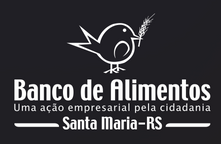 Banco de Alimentos
Uma ação empresarial pela cidadania
Santa Maria-RS